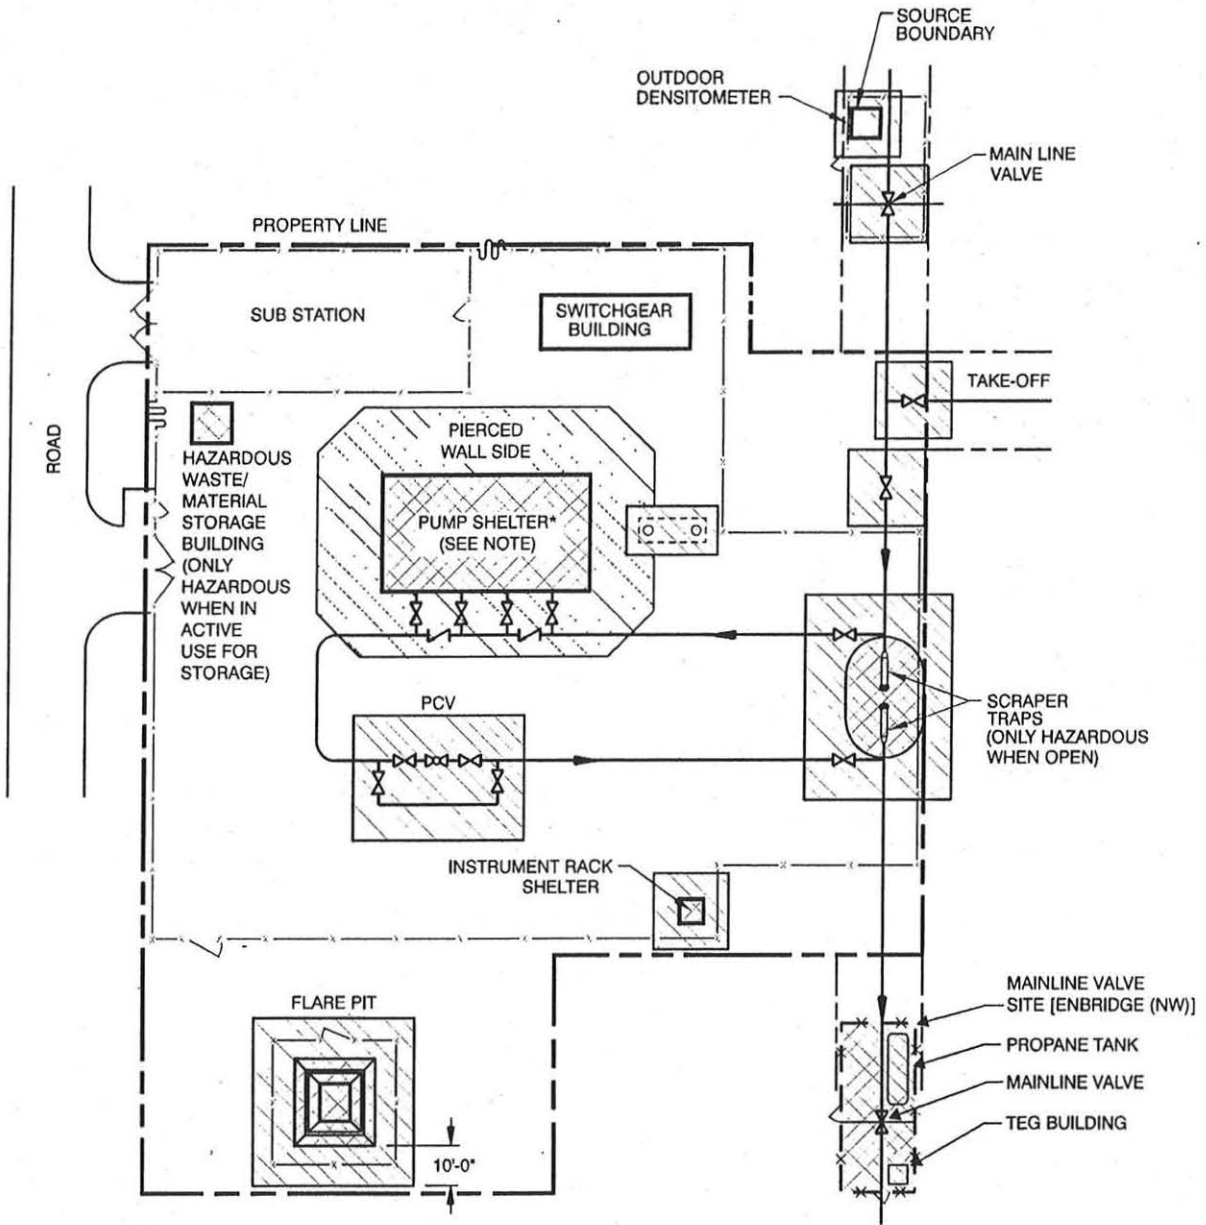 SOURCE
BOUNDARY
OUTDOOR
DENSITOMETER
MAIN LINE
VALVE
PROPERTY LINE
SUB STATION
SWITCHGEAR
BUILDING
TAKE-OFF
ROAD
HAZARDOUS
WASTE/
MATERIAL
STORAGE
BUILDING
(ONLY
HAZARDOUS
WHEN IN
ACTIVE
USE FOR
STORAGE)
PIERCED
WALL SIDE
PUMP SHELTER*
(SEE NOTE)
SCRAPER
TRAPS
(ONLY HAZARDOUS
WHEN OPEN)
PCV
INSTRUMENT RACK
SHELTER
FLARE PIT
10'-0"
MAINLINE VALVE
SITE [ENBRIDGE (NW)]
PROPANE TANK
MAINLINE VALVE
TEG BUILDING